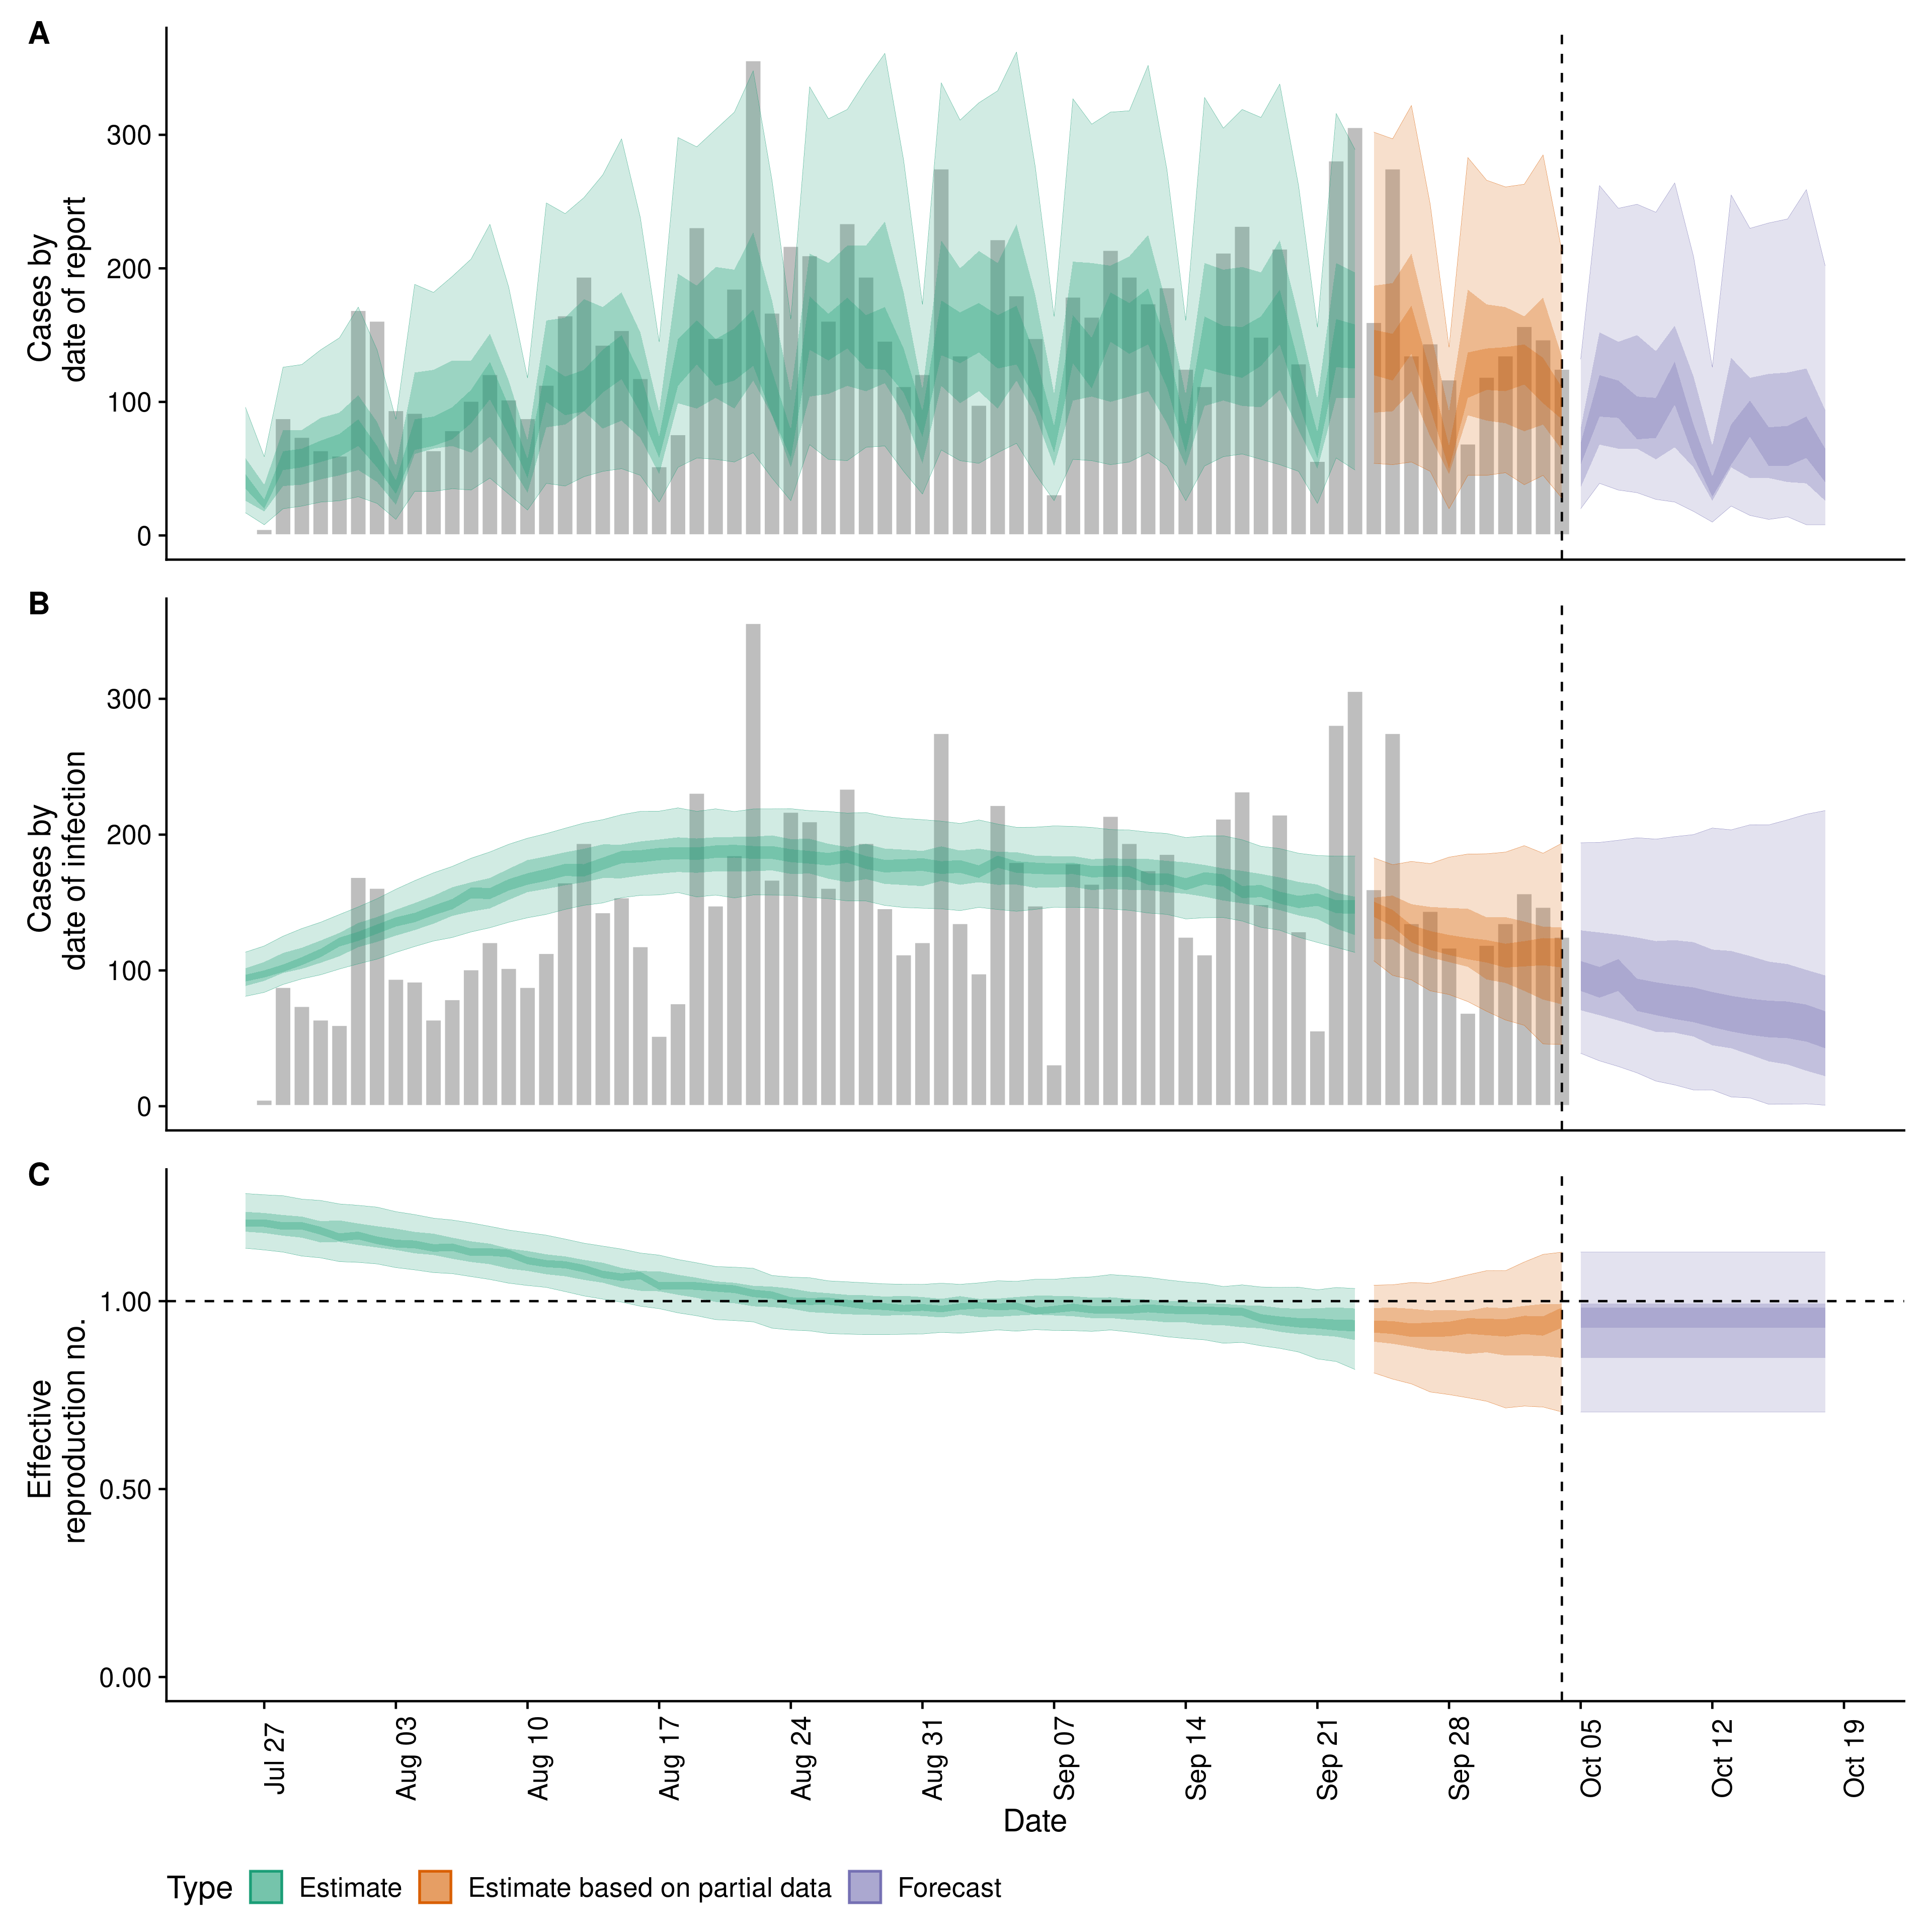 A
Cases by
date of report
300
200
100
0
B
Cases by
date of infection
300
200
100
0
C
Effective
reproduction no.
1.00
0.50
0.00
Jul 27
Aug 03
Aug 10
Aug 17
Aug 24
Aug 31
Sep 07
Sep 14
Sep 21
Sep 28
Oct 05
Oct 12
Oct 19
Date
Type Estimate Estimate based on partial data Forecast